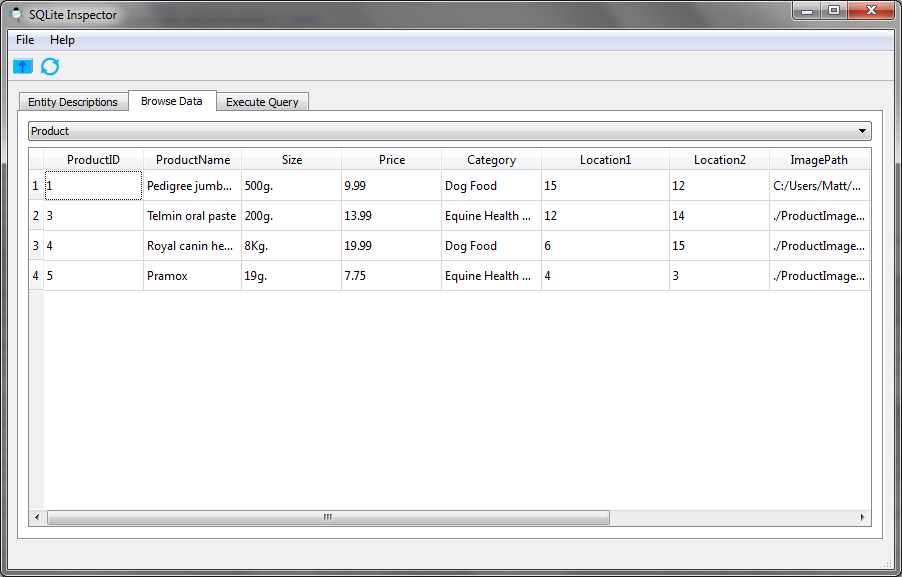 SQLite Inspector
File Help
Entity Descriptions Browse Data Execute Query
Product
ProductID ProductName Size Price Category Location1 Location2 ImagePath
1 1 Pedigree jumb... 500g. 9.99 Dog Food 15 12 C:/Users/Matt/...
2 3 Telmin oral paste 200g. 13.99 Equine Health ... 12 14 ./ProductImage...
3 4 Royal canin he... 8Kg. 19.99 Dog Food 6 15 ./ProductImage...
4 5 Pramox 19g. 7.75 Equine Health ... 4 3 ./ProductImage...